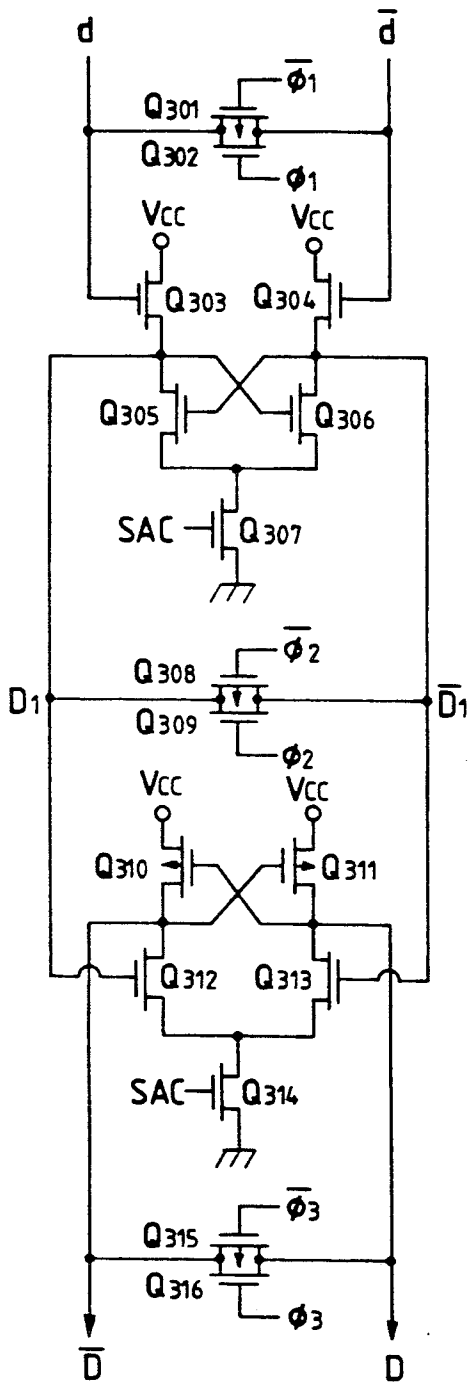 d d̅
ϕ̅1
Q301
Q302
ϕ1
VCC VCC
Q303 Q304
Q305 Q306
SAC Q307
ϕ̅2
Q308
D1 D̅1
Q309
ϕ2
VCC VCC
Q310 Q311
Q312 Q313
SAC Q314
ϕ̅3
Q315
Q316
ϕ3
D̅ D